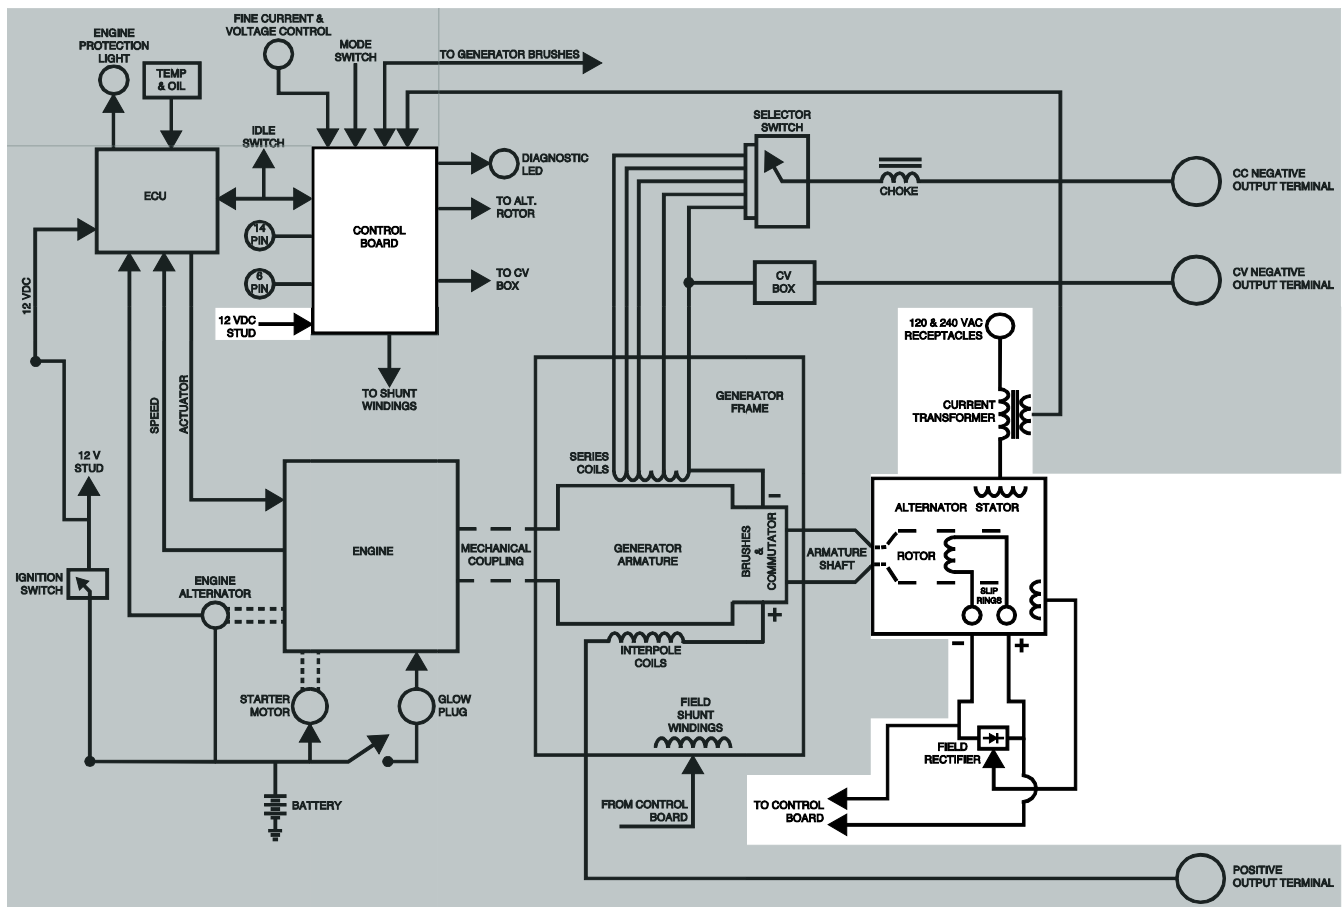 FINE CURRENT &
VOLTAGE CONTROL
ENGINE
PROTECTION
LIGHT
TEMP
& OIL
MODE
SWITCH
TO GENERATOR BRUSHES
IDLE
SWITCH
SELECTOR
SWITCH
DIAGNOSTIC
LED
ECU
CHOKE
CC NEGATIVE
OUTPUT TERMINAL
TO ALT.
ROTOR
14
PIN
CONTROL
BOARD
6
PIN
TO CV
BOX
CV
BOX
CV NEGATIVE
OUTPUT TERMINAL
12 VDC
12 VDC
STUD
120 & 240 VAC
RECEPTACLES
TO SHUNT
WINDINGS
GENERATOR
FRAME
CURRENT
TRANSFORMER
SPEED
ACTUATOR
12 V
STUD
SERIES
COILS
–
ALTERNATOR STATOR
ENGINE
MECHANICAL
COUPLING
GENERATOR
ARMATURE
BRUSHES
&
COMMUTATOR
ARMATURE
SHAFT
ROTOR
SLIP
RINGS
IGNITION
SWITCH
ENGINE
ALTERNATOR
+
– +
INTERPOLE
COILS
STARTER
MOTOR
GLOW
PLUG
FIELD
SHUNT
WINDINGS
FIELD
RECTIFIER
BATTERY
FROM CONTROL
BOARD
TO CONTROL
BOARD
POSITIVE
OUTPUT TERMINAL